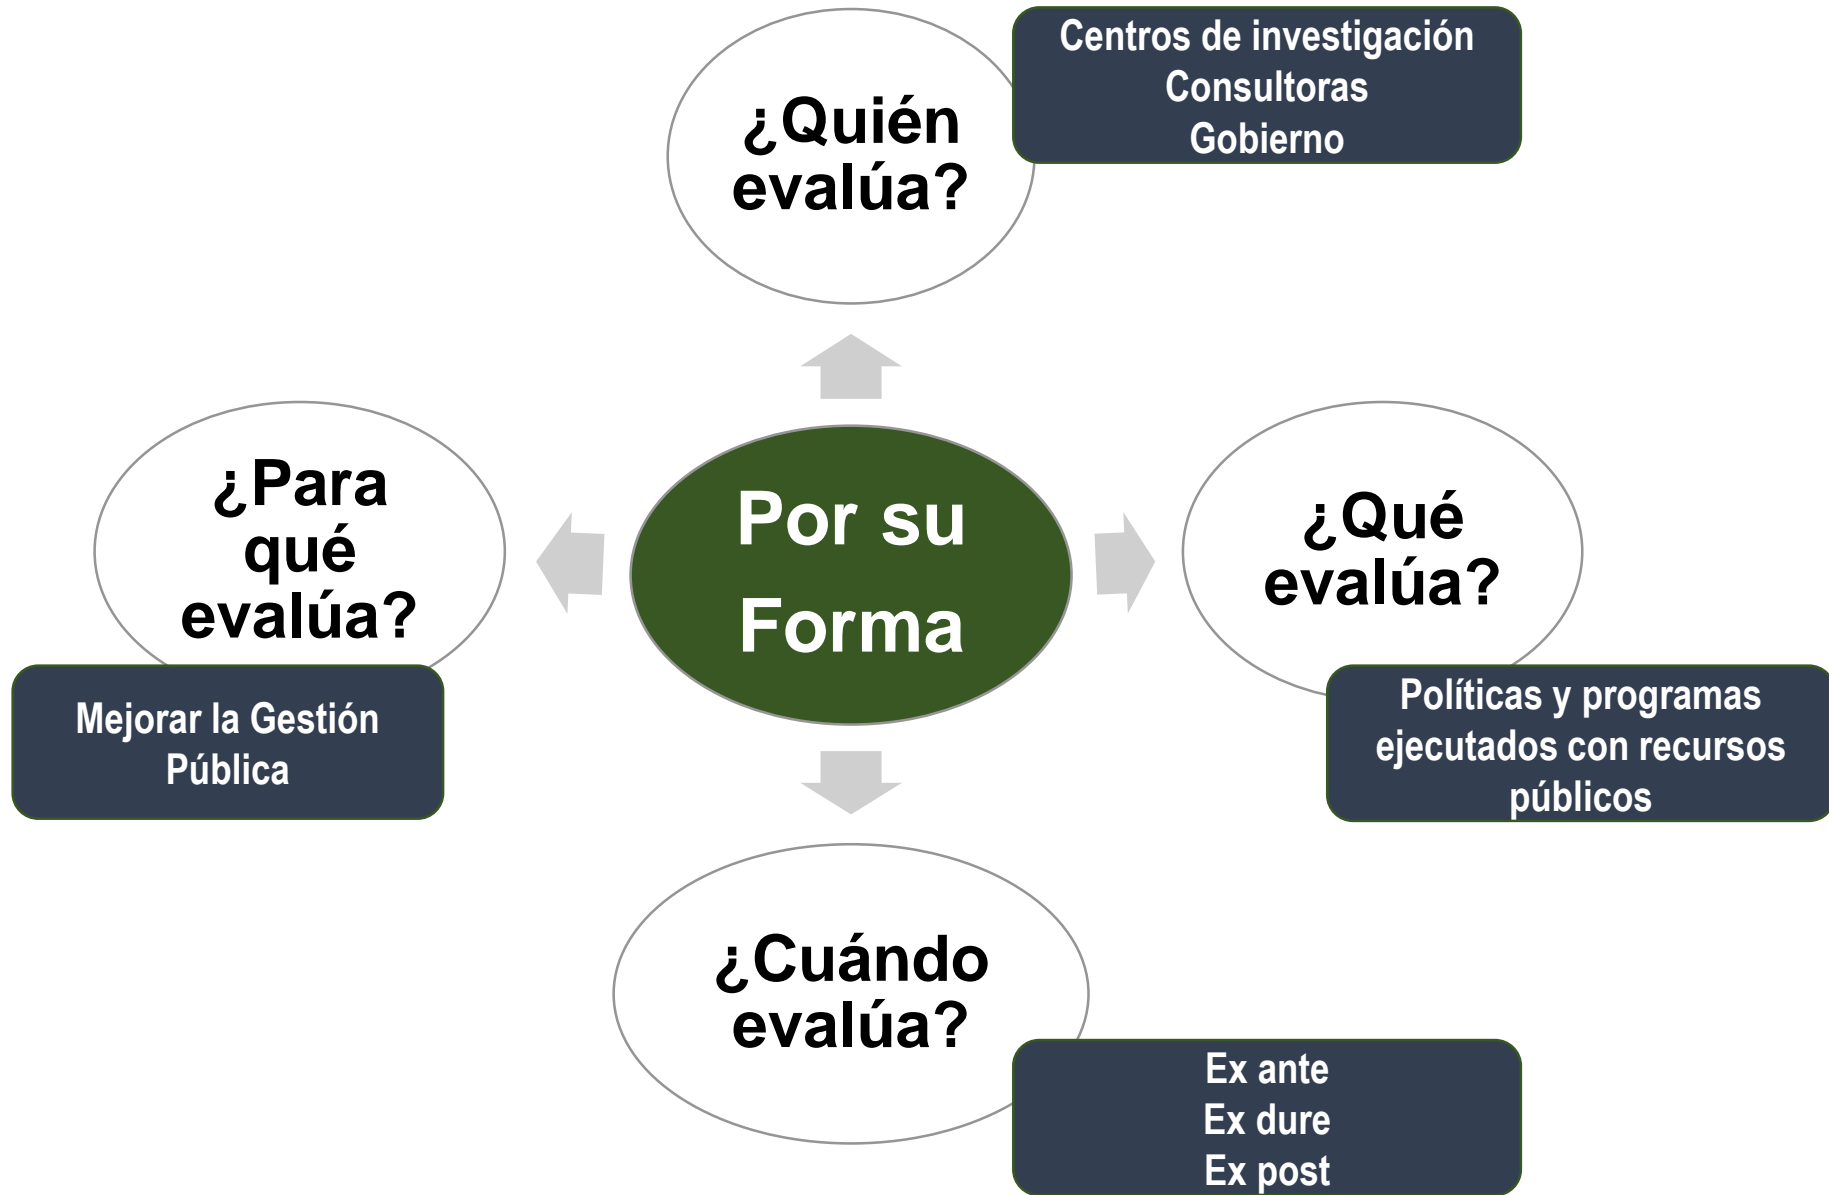 Centros de investigación
Consultoras
Gobierno
¿Quién
evalúa?
¿Para
qué
evalúa?
Mejorar la Gestión
Pública
Por su
Forma
¿Qué
evalúa?
Políticas y programas
ejecutados con recursos
públicos
¿Cuándo
evalúa?
Ex ante
Ex dure
Ex post